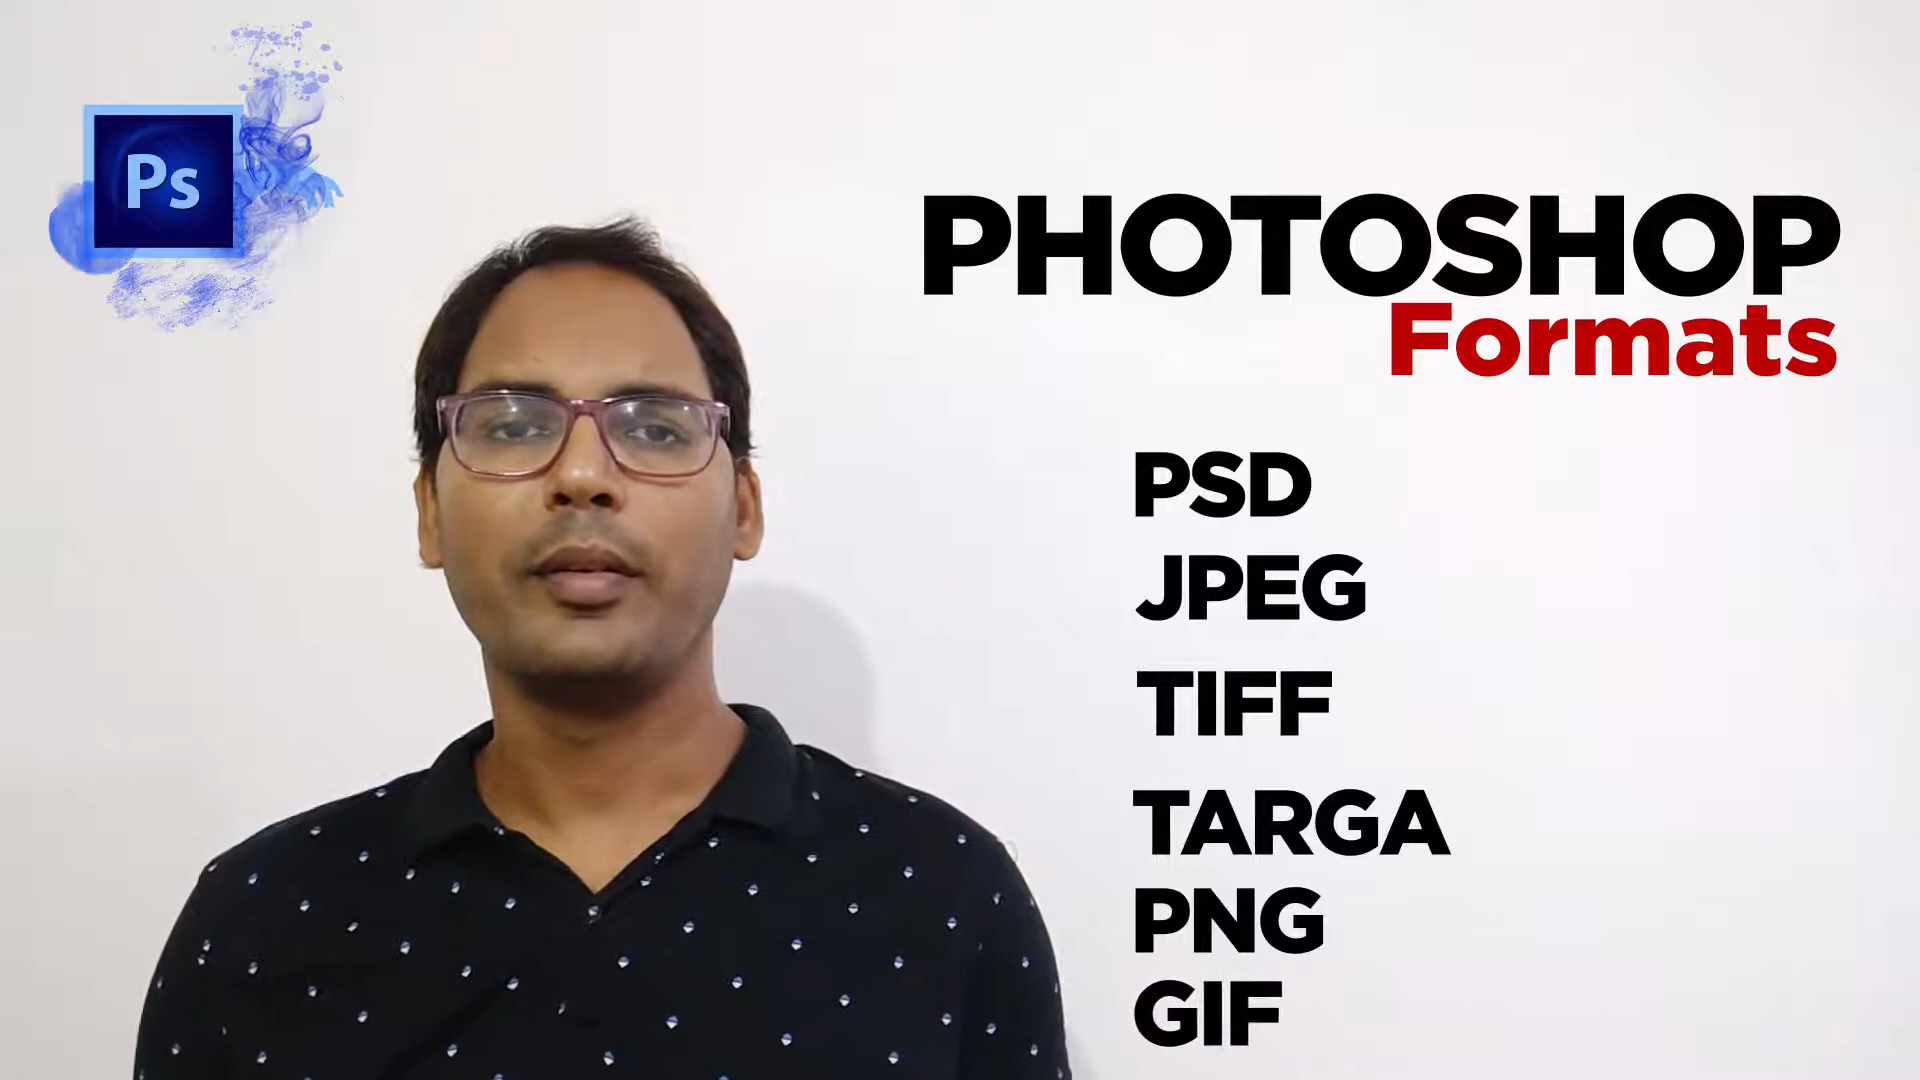 Ps
PHOTOSHOP
Formats
PSD
JPEG
TIFF
TARGA
PNG
GIF